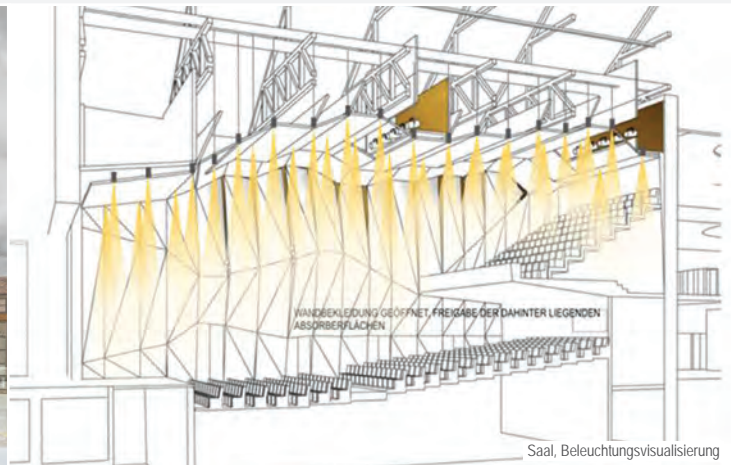 WANDBEKLEIDUNG GEÖFFNET, FREIGABE DER DAHINTER LIEGENDEN
ABSORBERFLÄCHEN
Saal, Beleuchtungsvisualisierung